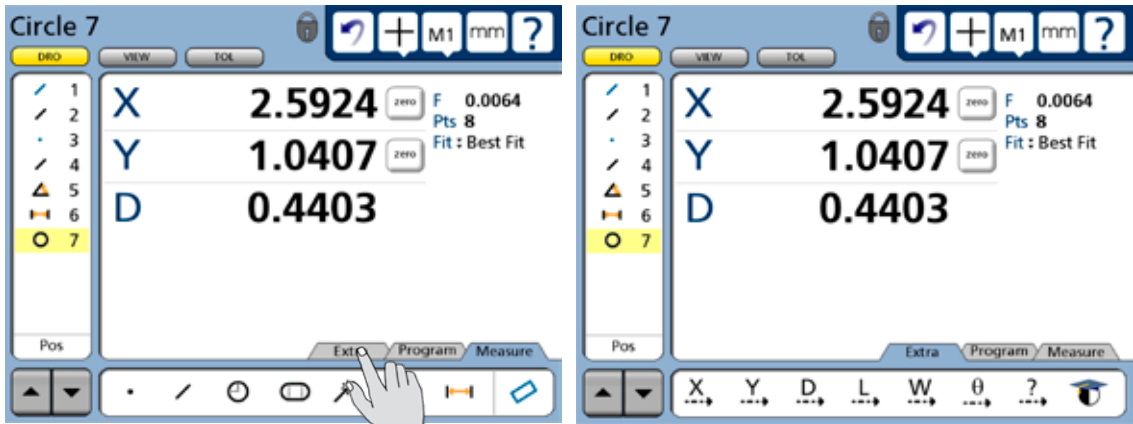 Circle 7
M1 mm ?
DRO VIEW TOL
1
2
3
4
5
6
7
Pos
X 2.5924 zero
Y 1.0407 zero
D 0.4403
F 0.0064
Pts 8
Fit : Best Fit
Extra Program Measure
Circle 7
M1 mm ?
DRO VIEW TOL
1
2
3
4
5
6
7
Pos
X 2.5924 zero
Y 1.0407 zero
D 0.4403
F 0.0064
Pts 8
Fit : Best Fit
Extra Program Measure
X Y D L W θ ?